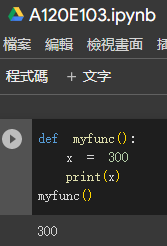 A120E103.ipynb
檔案 編輯 檢視畫面
程式碼 + 文字
def myfunc():
    x = 300
    print(x)
myfunc()
300